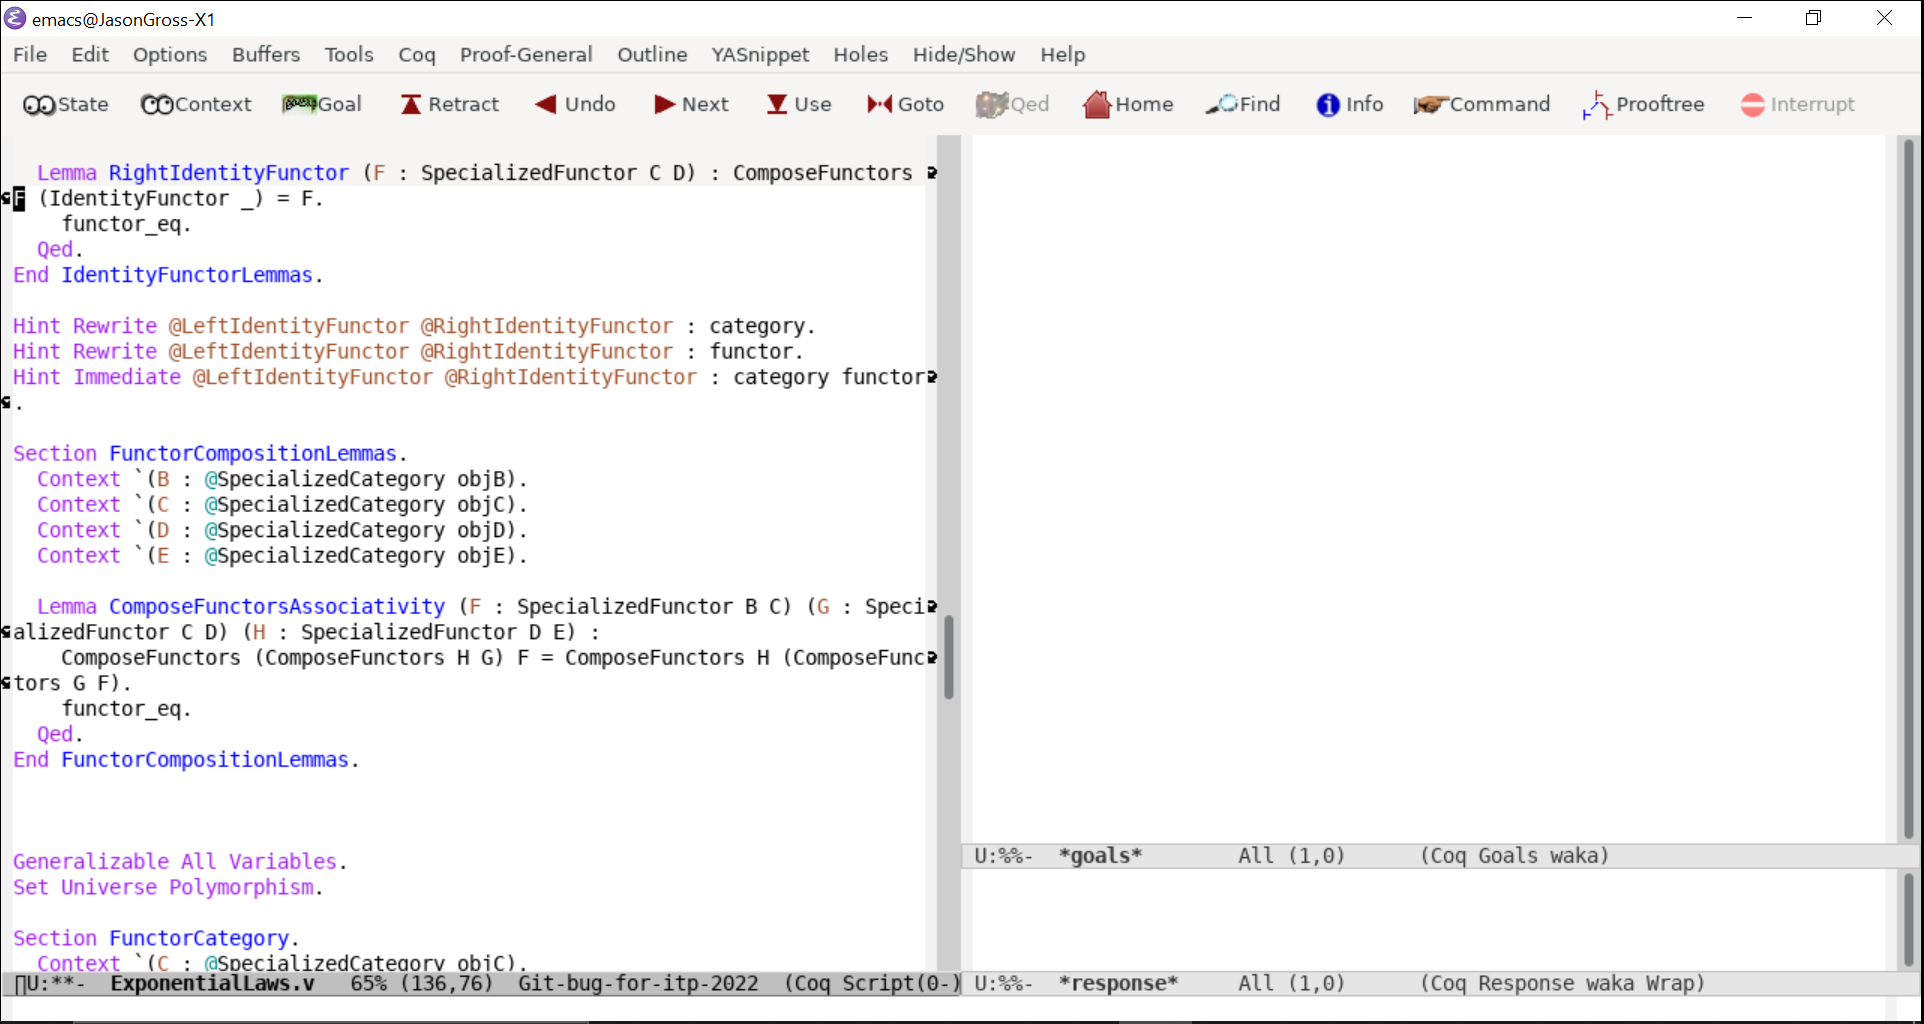 emacs@JasonGross-X1
File Edit Options Buffers Tools Coq Proof-General Outline YASnippet Holes Hide/Show Help
State Context Goal Retract Undo Next Use Goto Qed Home Find Info Command Prooftree Interrupt
Lemma RightIdentityFunctor (F : SpecializedFunctor C D) : ComposeFunctors
F (IdentityFunctor _) = F.
functor_eq.
Qed.
End IdentityFunctorLemmas.
Hint Rewrite @LeftIdentityFunctor @RightIdentityFunctor : category.
Hint Rewrite @LeftIdentityFunctor @RightIdentityFunctor : functor.
Hint Immediate @LeftIdentityFunctor @RightIdentityFunctor : category functor
.
Section FunctorCompositionLemmas.
Context `(B : @SpecializedCategory objB).
Context `(C : @SpecializedCategory objC).
Context `(D : @SpecializedCategory objD).
Context `(E : @SpecializedCategory objE).
Lemma ComposeFunctorsAssociativity (F : SpecializedFunctor B C) (G : Speci
alizedFunctor C D) (H : SpecializedFunctor D E) :
ComposeFunctors (ComposeFunctors H G) F = ComposeFunctors H (ComposeFunc
tors G F).
functor_eq.
Qed.
End FunctorCompositionLemmas.
Generalizable All Variables.
Set Universe Polymorphism.
Section FunctorCategory.
Context `(C : @SpecializedCategory objC).
U:**- ExponentialLaws.v 65% (136,76) Git-bug-for-itp-2022 (Coq Script(0-)
U:%%- *goals* All (1,0) (Coq Goals waka)
U:%%- *response* All (1,0) (Coq Response waka Wrap)